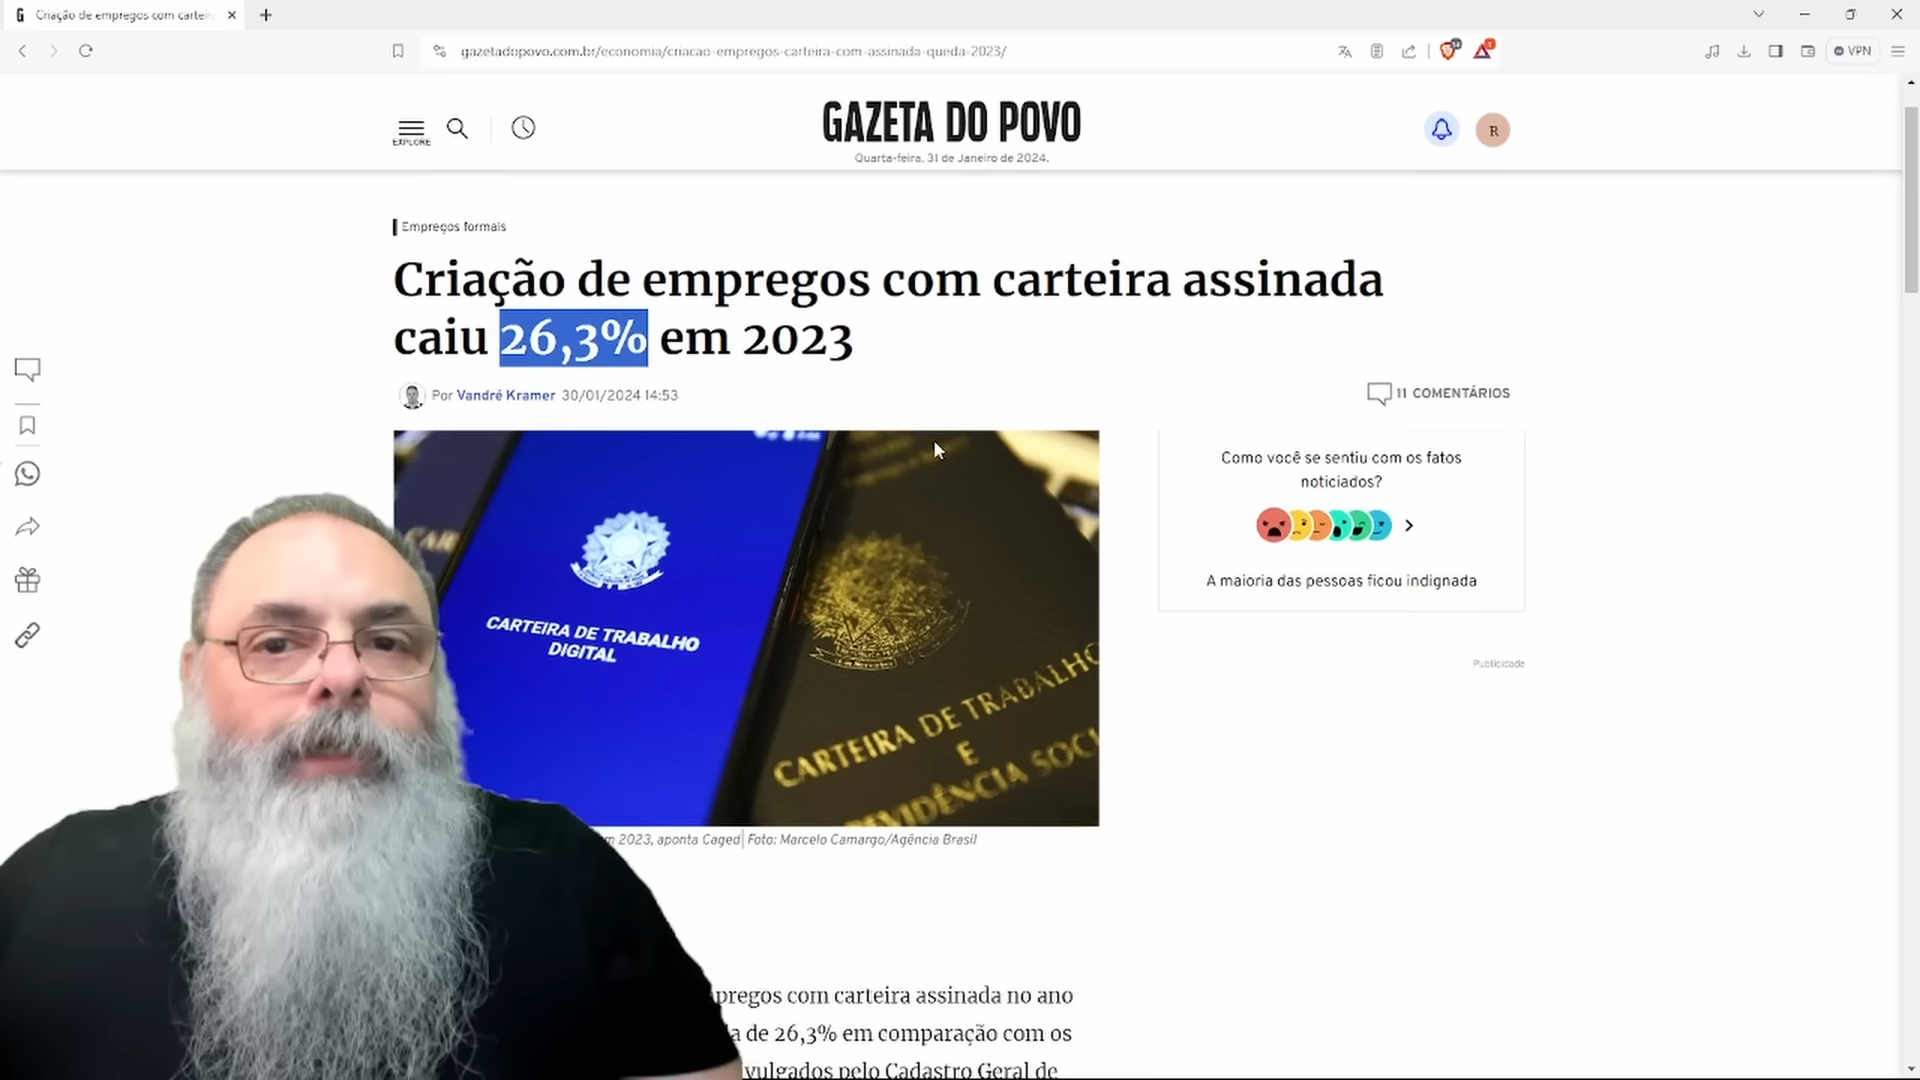 Criação de empregos com cartei
gazetadopovo.com.br/economia/criacao-empregos-carteira-com-assinada-queda-2023/
VPN
EXPLORE
GAZETA DO POVO
Quarta-feira, 31 de Janeiro de 2024.
R
Empregos formais
Criação de empregos com carteira assinada
caiu 26,3% em 2023
Por Vandré Kramer 30/01/2024 14:53
11 COMENTÁRIOS
Como você se sentiu com os fatos
noticiados?
A maioria das pessoas ficou indignada
Publicidade
CARTEIRA DE TRABALHO
DIGITAL
CARTEIRA DE TRABALHO
E
REVIDÊNCIA SOCI
m 2023, aponta Caged| Foto: Marcelo Camargo/Agência Brasil
pregos com carteira assinada no ano
a de 26,3% em comparação com os
vulgados pelo Cadastro Geral de